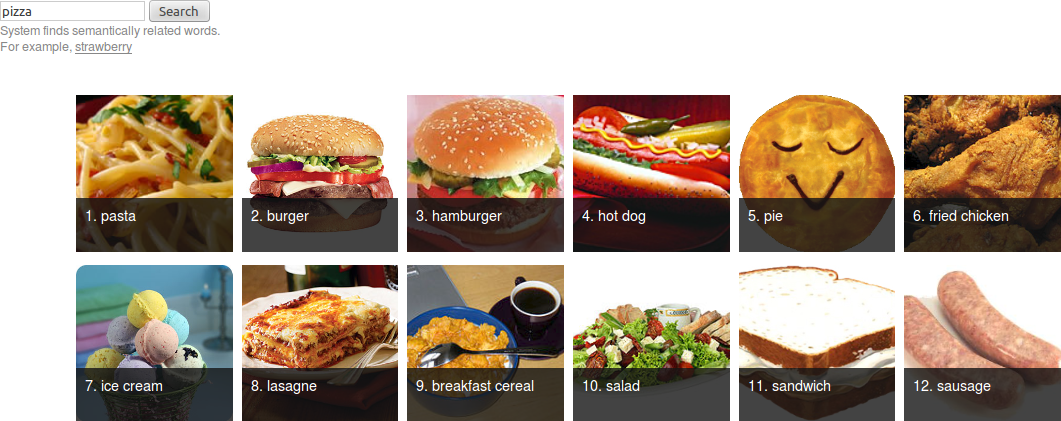 pizza Search
System finds semantically related words.
For example, strawberry
1. pasta
2. burger
3. hamburger
4. hot dog
5. pie
6. fried chicken
7. ice cream
8. lasagne
9. breakfast cereal
10. salad
11. sandwich
12. sausage